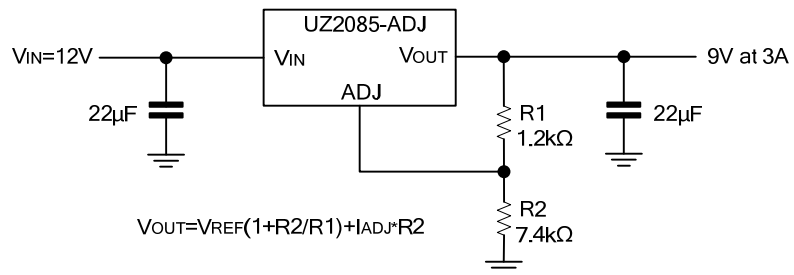 UZ2085-ADJ
VIN=12V
VIN
VOUT
9V at 3A
ADJ
22µF
R1
1.2kΩ
22µF
R2
7.4kΩ
VOUT=VREF(1+R2/R1)+IADJ*R2